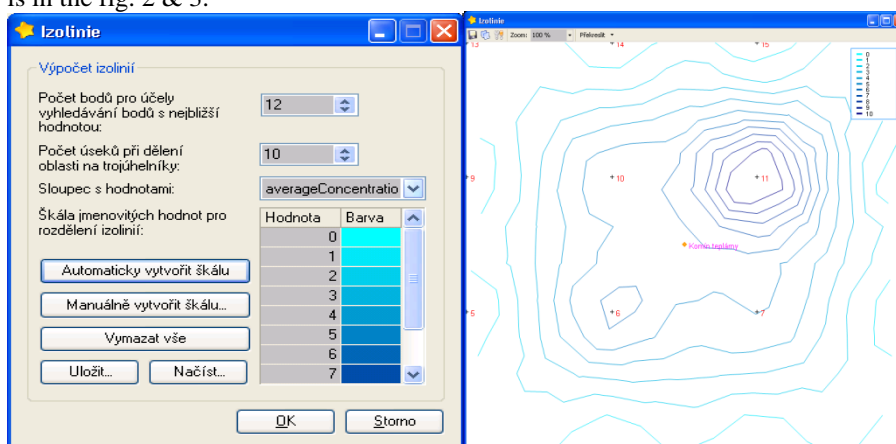 is in the fig. 2 & 3.
Izolinie
Výpočet izolinií
Počet bodů pro účely
vyhledávání bodů s nejbližší
hodnotou:
12
Počet úseků při dělení
oblasti na trojúhelníky:
10
Sloupec s hodnotami:
averageConcentratio
Škála jmenovitých hodnot pro
rozdělení izolinií:
Hodnota Barva
0
1
2
3
4
5
6
7
Automaticky vytvořit škálu
Manuálně vytvořit škálu...
Vymazat vše
Uložit... Načíst...
OK Storno
Izolinie
Zoom: 100 % Překreslit
13 14 15
0
1
2
3
4
5
6
7
8
9
10
9 10 11
Komín teplárny
5 6 7